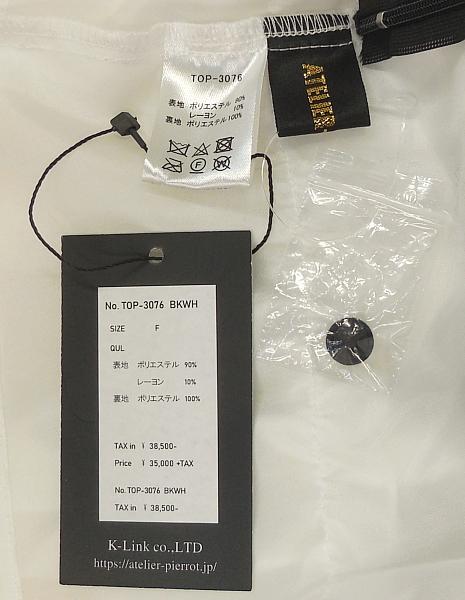 TOP-3076
表地 ポリエステル 90%
レーヨン 10%
裏地 ポリエステル 100%
F
W
No. TOP-3076 BKWH
SIZE F
QUL
表地 ポリエステル 90%
レーヨン 10%
裏地 ポリエステル 100%
TAX in ¥ 38,500-
Price ¥ 35,000 +TAX
No. TOP-3076 BKWH
TAX in ¥ 38,500-
K-Link co.,LTD
https://atelier-pierrot.jp/